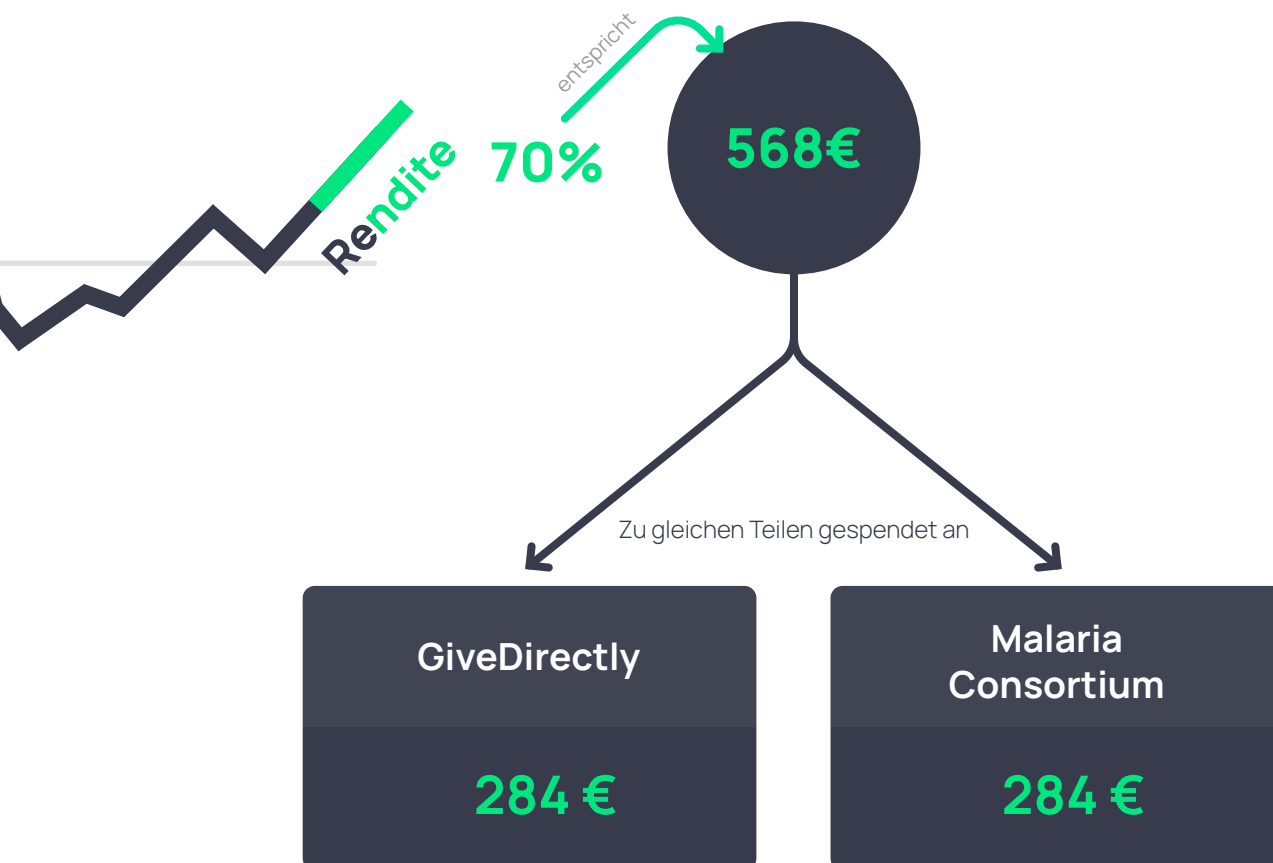 entspricht
Rendite
70%
568€
Zu gleichen Teilen gespendet an
GiveDirectly
284 €
Malaria
Consortium
284 €